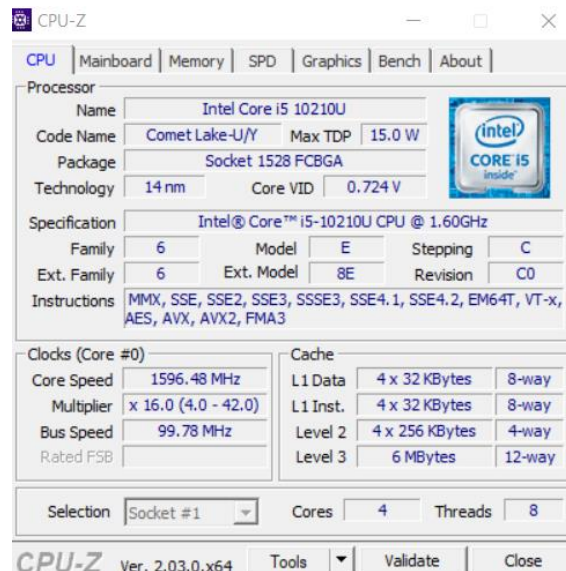 CPU-Z
CPU Mainboard Memory SPD Graphics Bench About
Processor
Name Intel Core i5 10210U
Code Name Comet Lake-U/Y Max TDP 15.0 W
Package Socket 1528 FCBGA
Technology 14 nm Core VID 0.724 V
intel
CORE i5
inside
Specification Intel® Core™ i5-10210U CPU @ 1.60GHz
Family 6 Model E Stepping C
Ext. Family 6 Ext. Model 8E Revision C0
Instructions MMX, SSE, SSE2, SSE3, SSSE3, SSE4.1, SSE4.2, EM64T, VT-x,
AES, AVX, AVX2, FMA3
Clocks (Core #0)
Core Speed 1596.48 MHz
Multiplier x 16.0 (4.0 - 42.0)
Bus Speed 99.78 MHz
Rated FSB
Cache
L1 Data 4 x 32 KBytes 8-way
L1 Inst. 4 x 32 KBytes 8-way
Level 2 4 x 256 KBytes 4-way
Level 3 6 MBytes 12-way
Selection Socket #1 Cores 4 Threads 8
CPU-Z Ver. 2.03.0.x64 Tools Validate Close